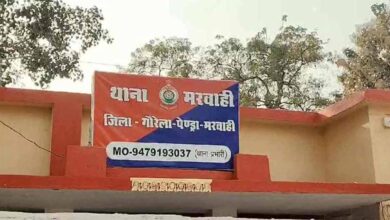 थाना मरवाही
जिला - गौरेला-पेण्ड्रा-मरवाही
MO-9479193037 (थाना प्रभारी)